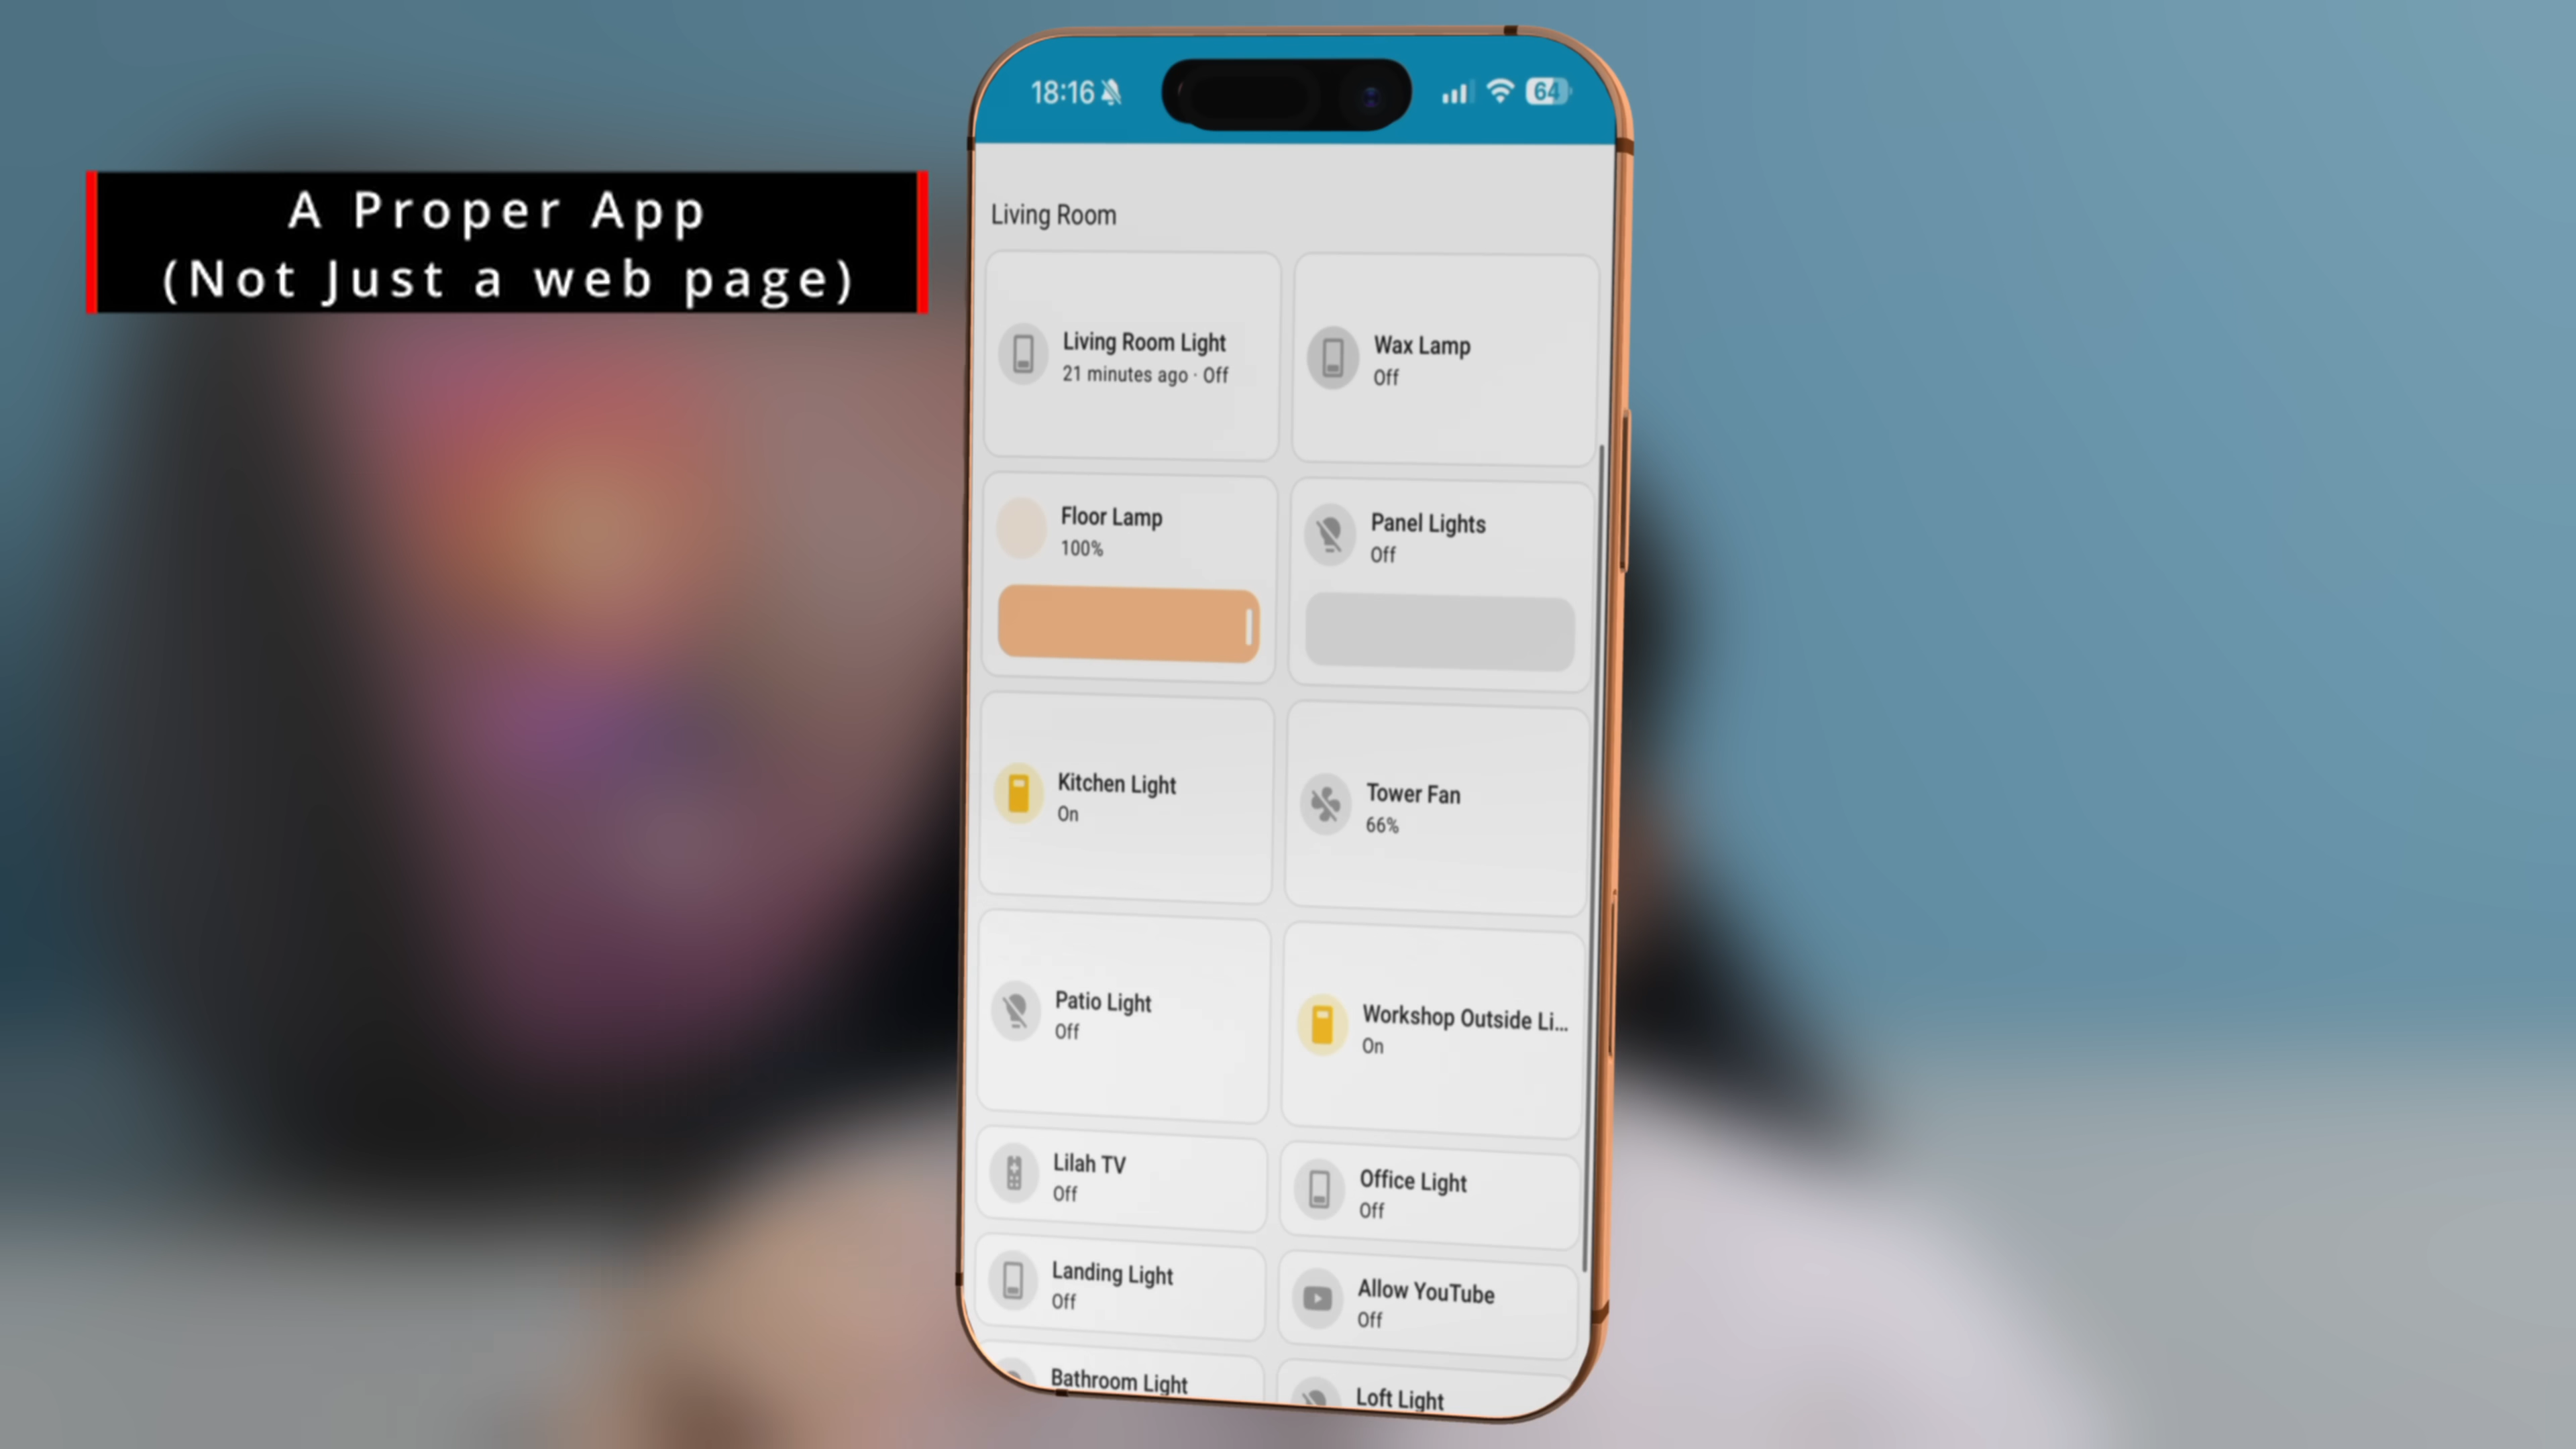 A Proper App
(Not Just a web page)
18:16
64
Living Room
Living Room Light
21 minutes ago · Off
Wax Lamp
Off
Floor Lamp
100%
Panel Lights
Off
Kitchen Light
On
Tower Fan
66%
Patio Light
Off
Workshop Outside Li...
On
Lilah TV
Off
Office Light
Off
Landing Light
Off
Allow YouTube
Off
Bathroom Light
Loft Light